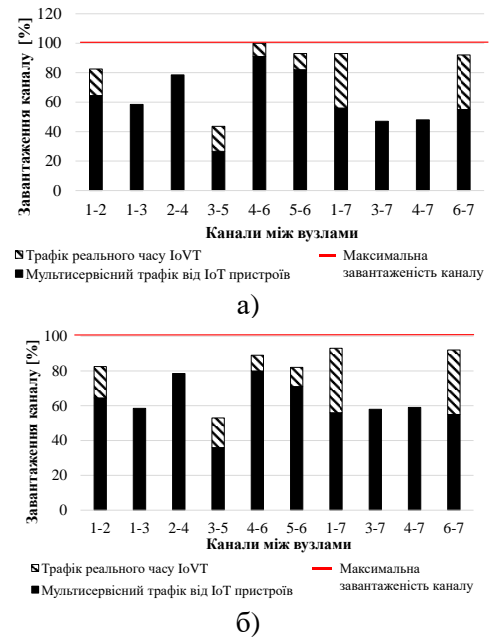 Завантаження каналу [%]
120
100
80
60
40
20
0
1-2 1-3 2-4 3-5 4-6 5-6 1-7 3-7 4-7 6-7
Канали між вузлами
Трафік реального часу IoVT
Мультисервісний трафік від IoT пристроїв
Максимальна
завантаженість каналу
а)
Завантаження каналу [%]
100
80
60
40
20
0
1-2 1-3 2-4 3-5 4-6 5-6 1-7 3-7 4-7 6-7
Канали між вузлами
Трафік реального часу IoVT
Мультисервісний трафік від IoT пристроїв
Максимальна
завантаженість каналу
б)